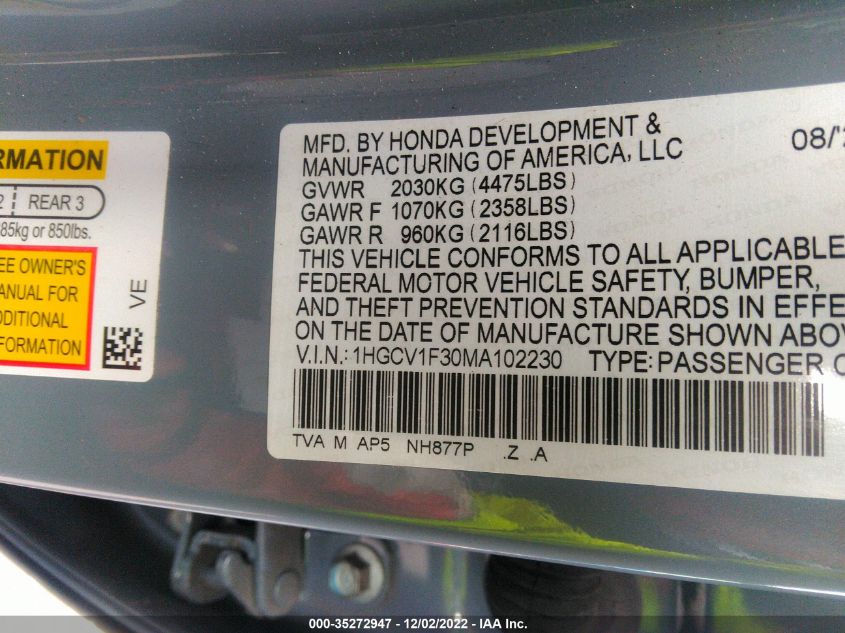 RMATION
2 REAR 3
85kg or 850lbs.
EE OWNER'S
ANUAL FOR
DDITIONAL
FORMATION
VE
MFD. BY HONDA DEVELOPMENT &
MANUFACTURING OF AMERICA, LLC 08/'2
GVWR 2030KG (4475LBS)
GAWR F 1070KG (2358LBS)
GAWR R 960KG (2116LBS)
THIS VEHICLE CONFORMS TO ALL APPLICABLE
FEDERAL MOTOR VEHICLE SAFETY, BUMPER,
AND THEFT PREVENTION STANDARDS IN EFFE
ON THE DATE OF MANUFACTURE SHOWN ABOV
V.I.N.: 1HGCV1F30MA102230 TYPE: PASSENGER C
TVA M AP5 NH877P .Z .A
000-35272947 - 12/02/2022 - IAA Inc.